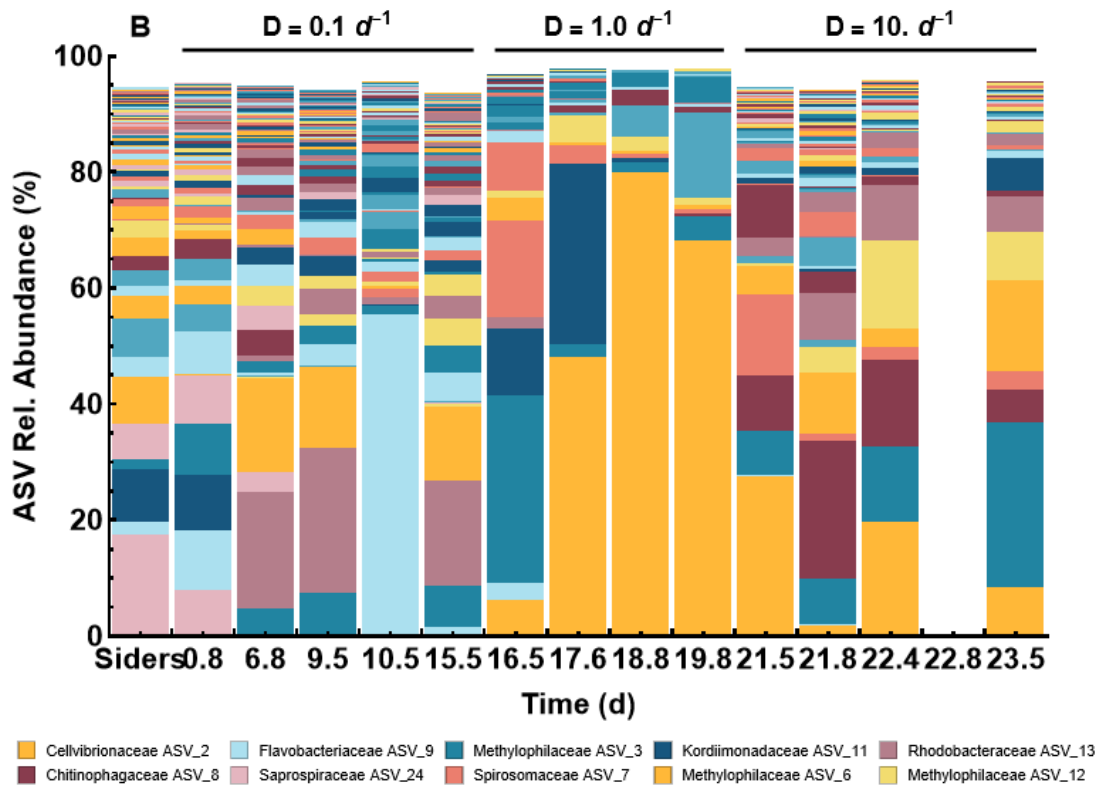 B D = 0.1 d⁻¹ D = 1.0 d⁻¹ D = 10. d⁻¹
100
80
60
40
20
0
ASV Rel. Abundance (%)
Siders 0.8 6.8 9.5 10.5 15.5 16.5 17.6 18.8 19.8 21.5 21.8 22.4 22.8 23.5
Time (d)
Cellvibrionaceae ASV_2 Flavobacteriaceae ASV_9 Methylophilaceae ASV_3 Kordiimonadaceae ASV_11 Rhodobacteraceae ASV_13
Chitinophagaceae ASV_8 Saprospiraceae ASV_24 Spirosomaceae ASV_7 Methylophilaceae ASV_6 Methylophilaceae ASV_12